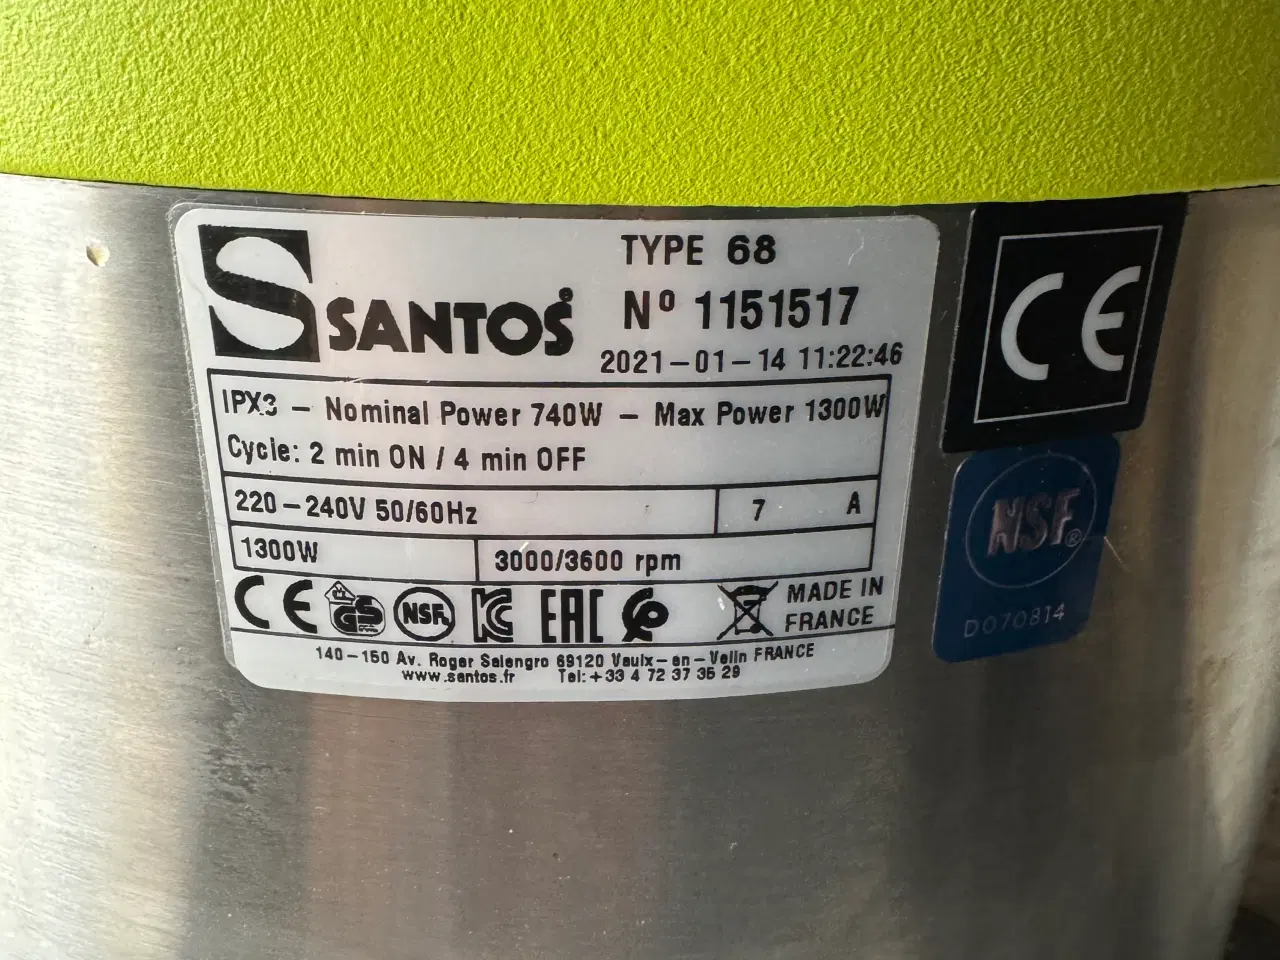 SANTOS
TYPE 68
Nº 1151517
2021-01-14 11:22:46
IPX3 - Nominal Power 740W - Max Power 1300W
Cycle: 2 min ON / 4 min OFF
220-240V 50/60Hz 7 A
1300W 3000/3600 rpm
CE GS NSF EAC MADE IN
FRANCE
140-150 Av. Roger Salengro 69120 Vaulx-en-Velin FRANCE
www.santos.fr Tel:+33 4 72 37 35 29
CE
NSF®
D070814